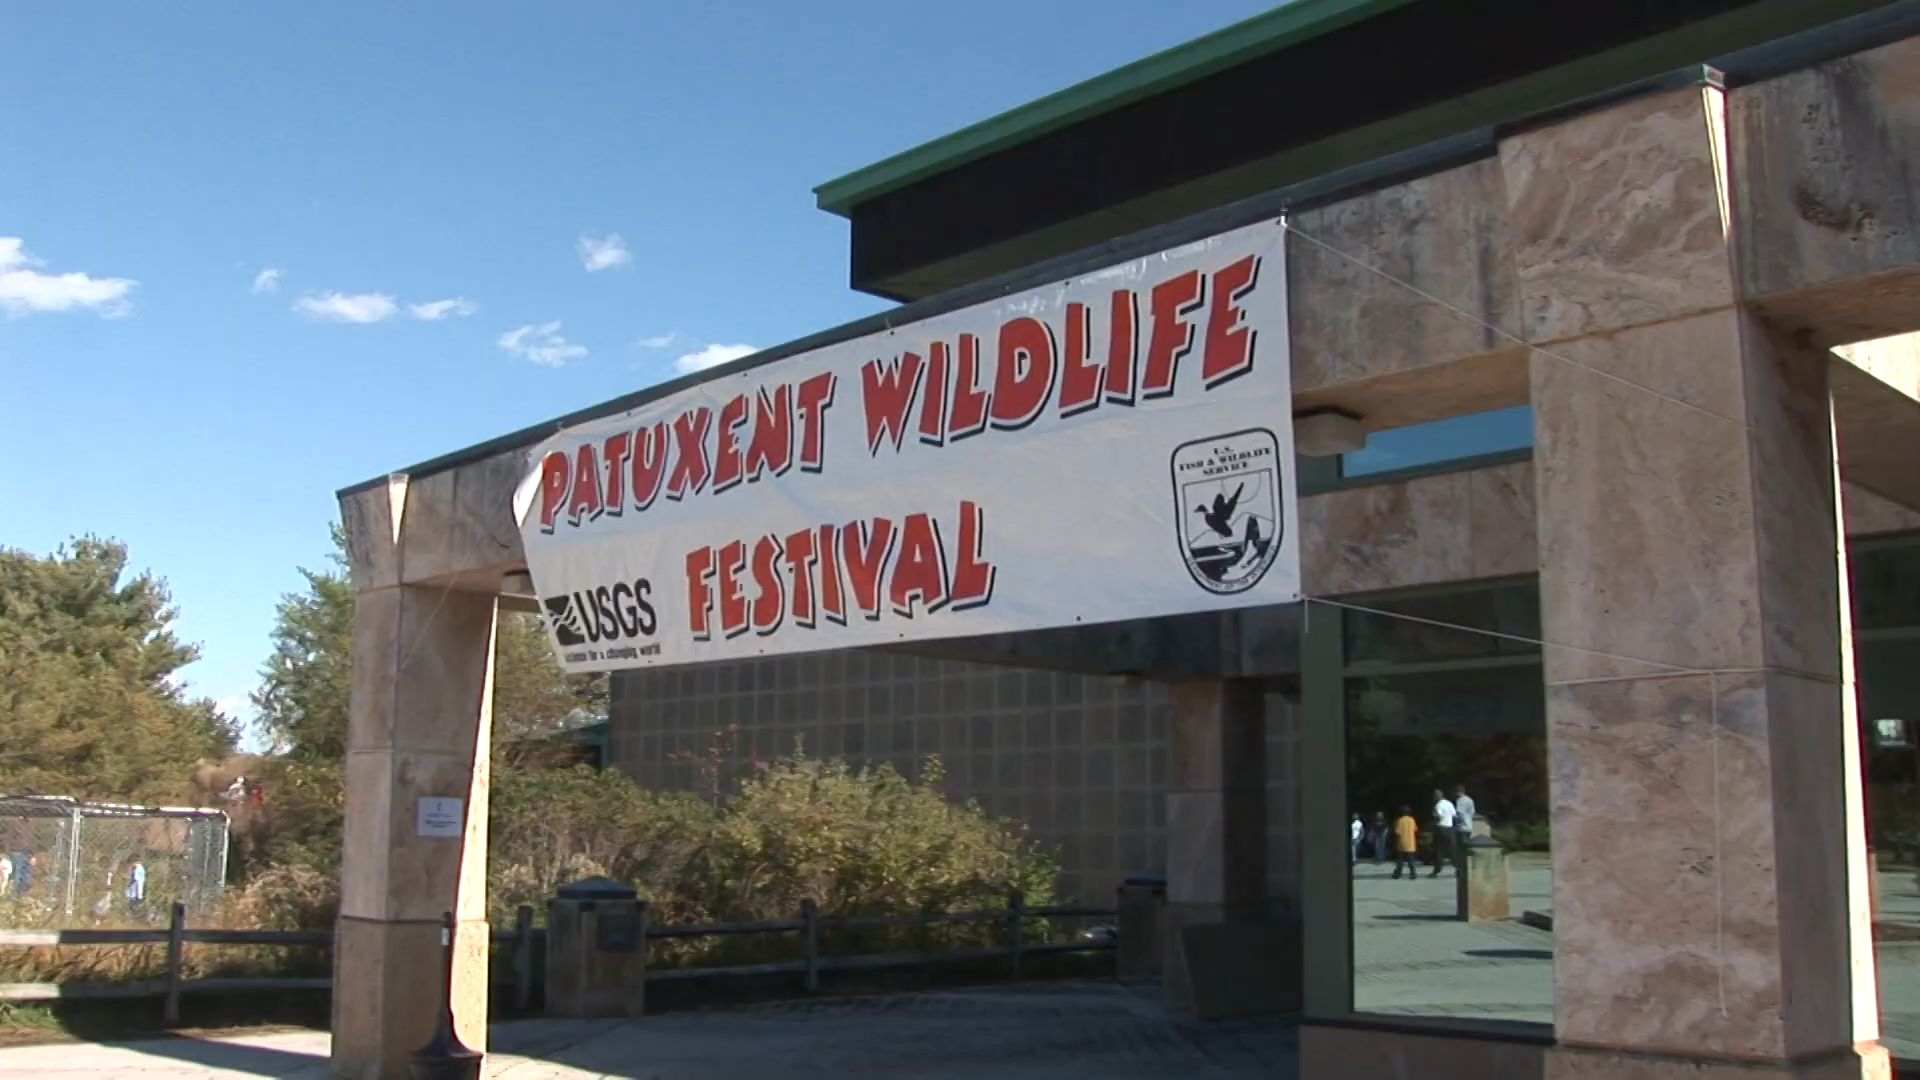 PATUXENT WILDLIFE
FESTIVAL
USGS
science for a changing world
U.S.
FISH & WILDLIFE
SERVICE